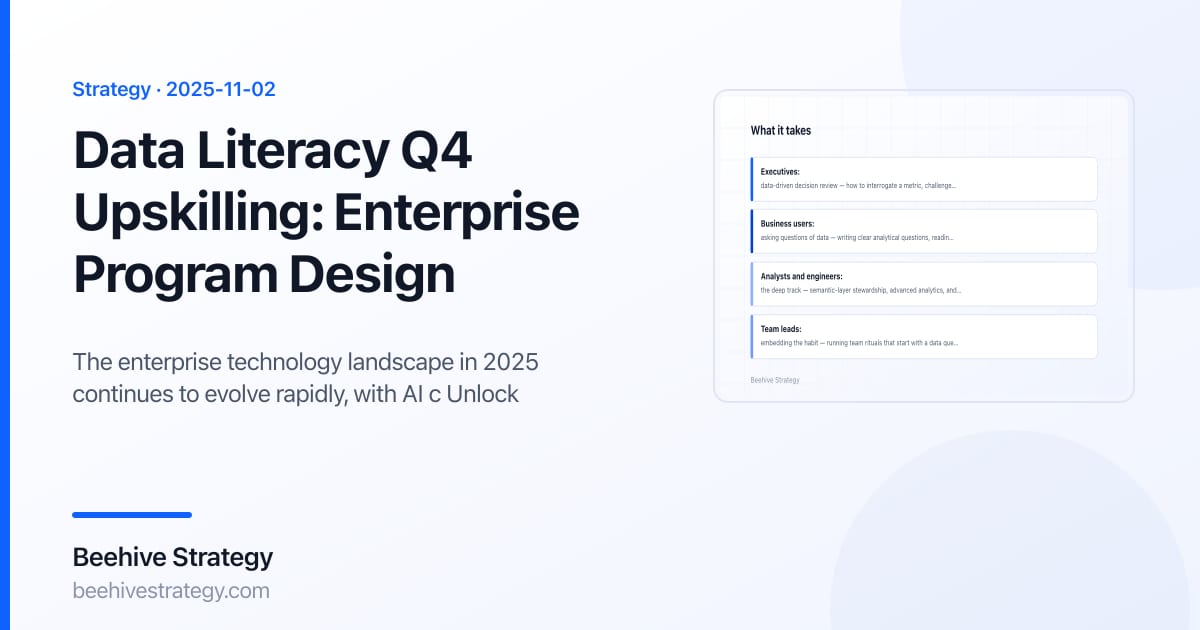 Strategy · 2025-11-02
Data Literacy Q4
Upskilling: Enterprise
Program Design
The enterprise technology landscape in 2025
continues to evolve rapidly, with AI c Unlock
Beehive Strategy
beehivestrategy.com
What it takes
Executives:
data-driven decision review — how to interrogate a metric, challenge...
Business users:
asking questions of data — writing clear analytical questions, readin...
Analysts and engineers:
the deep track — semantic-layer stewardship, advanced analytics, and...
Team leads:
embedding the habit — running team rituals that start with a data que...
Beehive Strategy